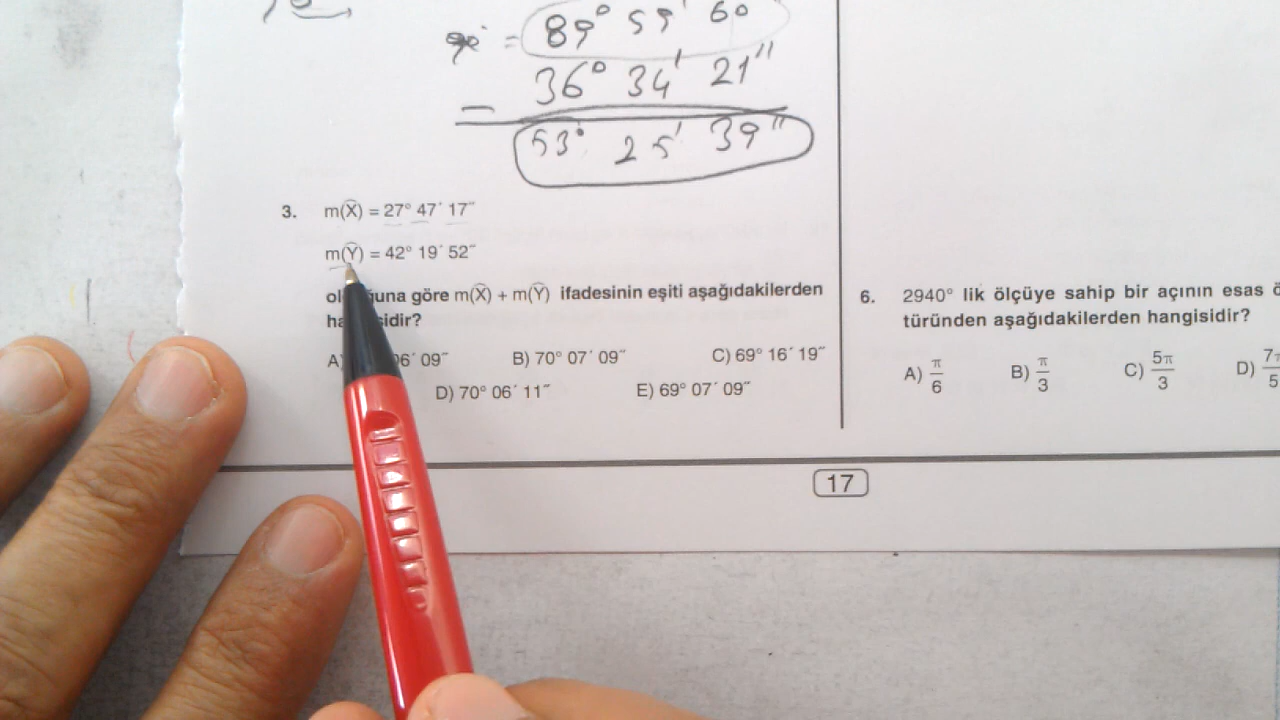 = 89° 59' 60
36° 34' 21"
53° 25' 39"
3. m(X̂) = 27° 47′ 17″
m(Ŷ) = 42° 19′ 52″
göre m(X̂) + m(Ŷ) ifadesinin eşiti aşağıdakilerden
A) 06′ 09″ B) 70° 07′ 09″ C) 69° 16′ 19″
D) 70° 06′ 11″ E) 69° 07′ 09″
6. 2940° lik ölçüye sahip bir açının esas
türünden aşağıdakilerden hangisidir?
A) π/6 B) π/3 C) 5π/3 D)
17